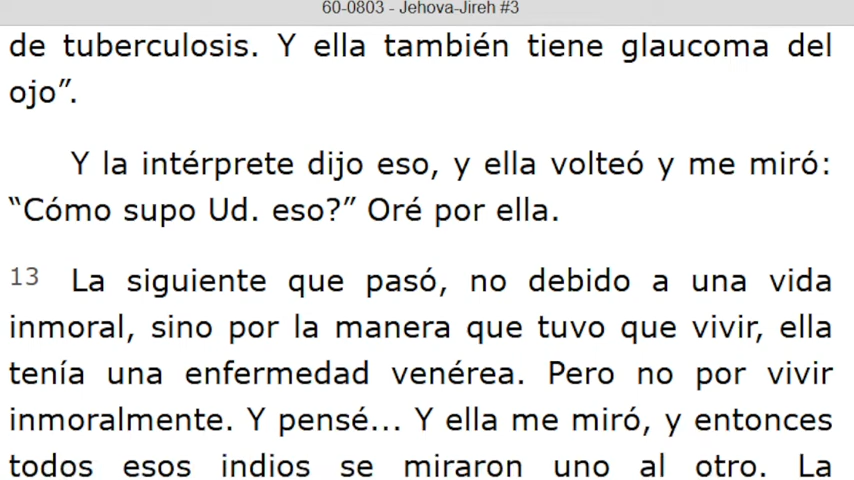 60-0803 - Jehova-Jireh #3
de tuberculosis. Y ella también tiene glaucoma del
ojo”.
Y la intérprete dijo eso, y ella volteó y me miró:
“Cómo supo Ud. eso?” Oré por ella.
13 La siguiente que pasó, no debido a una vida
inmoral, sino por la manera que tuvo que vivir, ella
tenía una enfermedad venérea. Pero no por vivir
inmoralmente. Y pensé... Y ella me miró, y entonces
todos esos indios se miraron uno al otro. La